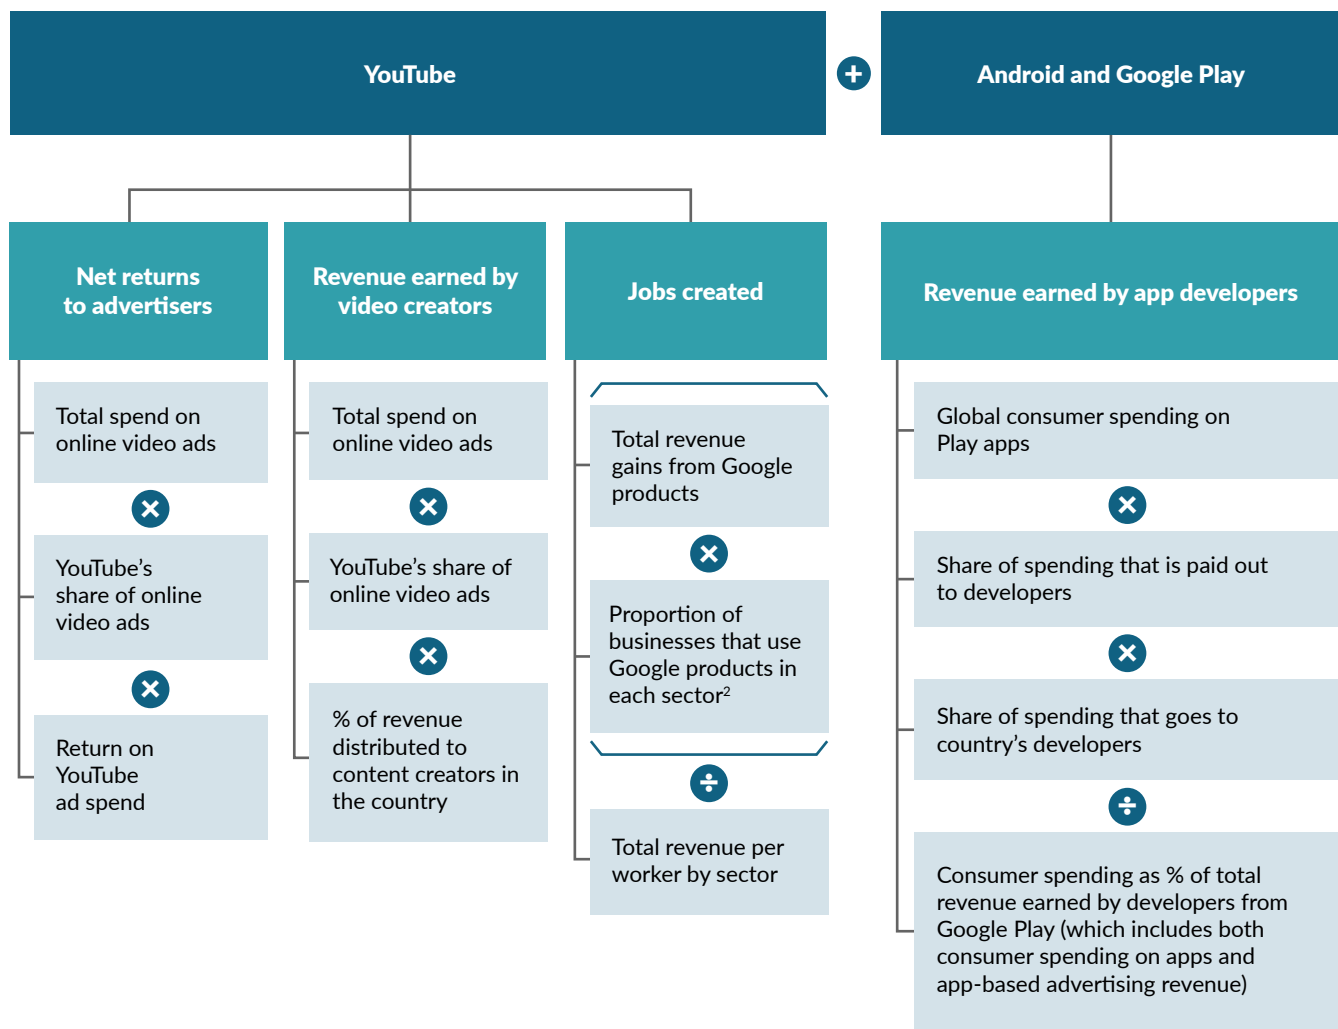 YouTube
+
Android and Google Play
Net returns
to advertisers
Total spend on
online video ads
×
YouTube's
share of online
video ads
×
Return on
YouTube
ad spend
Revenue earned by
video creators
Total spend on
online video ads
×
YouTube's share of
online video ads
×
% of revenue
distributed to
content creators in
the country
Jobs created
Total revenue
gains from Google
products
×
Proportion of
businesses that use
Google products in
each sector²
÷
Total revenue per
worker by sector
Revenue earned by app developers
Global consumer spending on
Play apps
×
Share of spending that is paid out
to developers
×
Share of spending that goes to
country's developers
÷
Consumer spending as % of total
revenue earned by developers from
Google Play (which includes both
consumer spending on apps and
app-based advertising revenue)